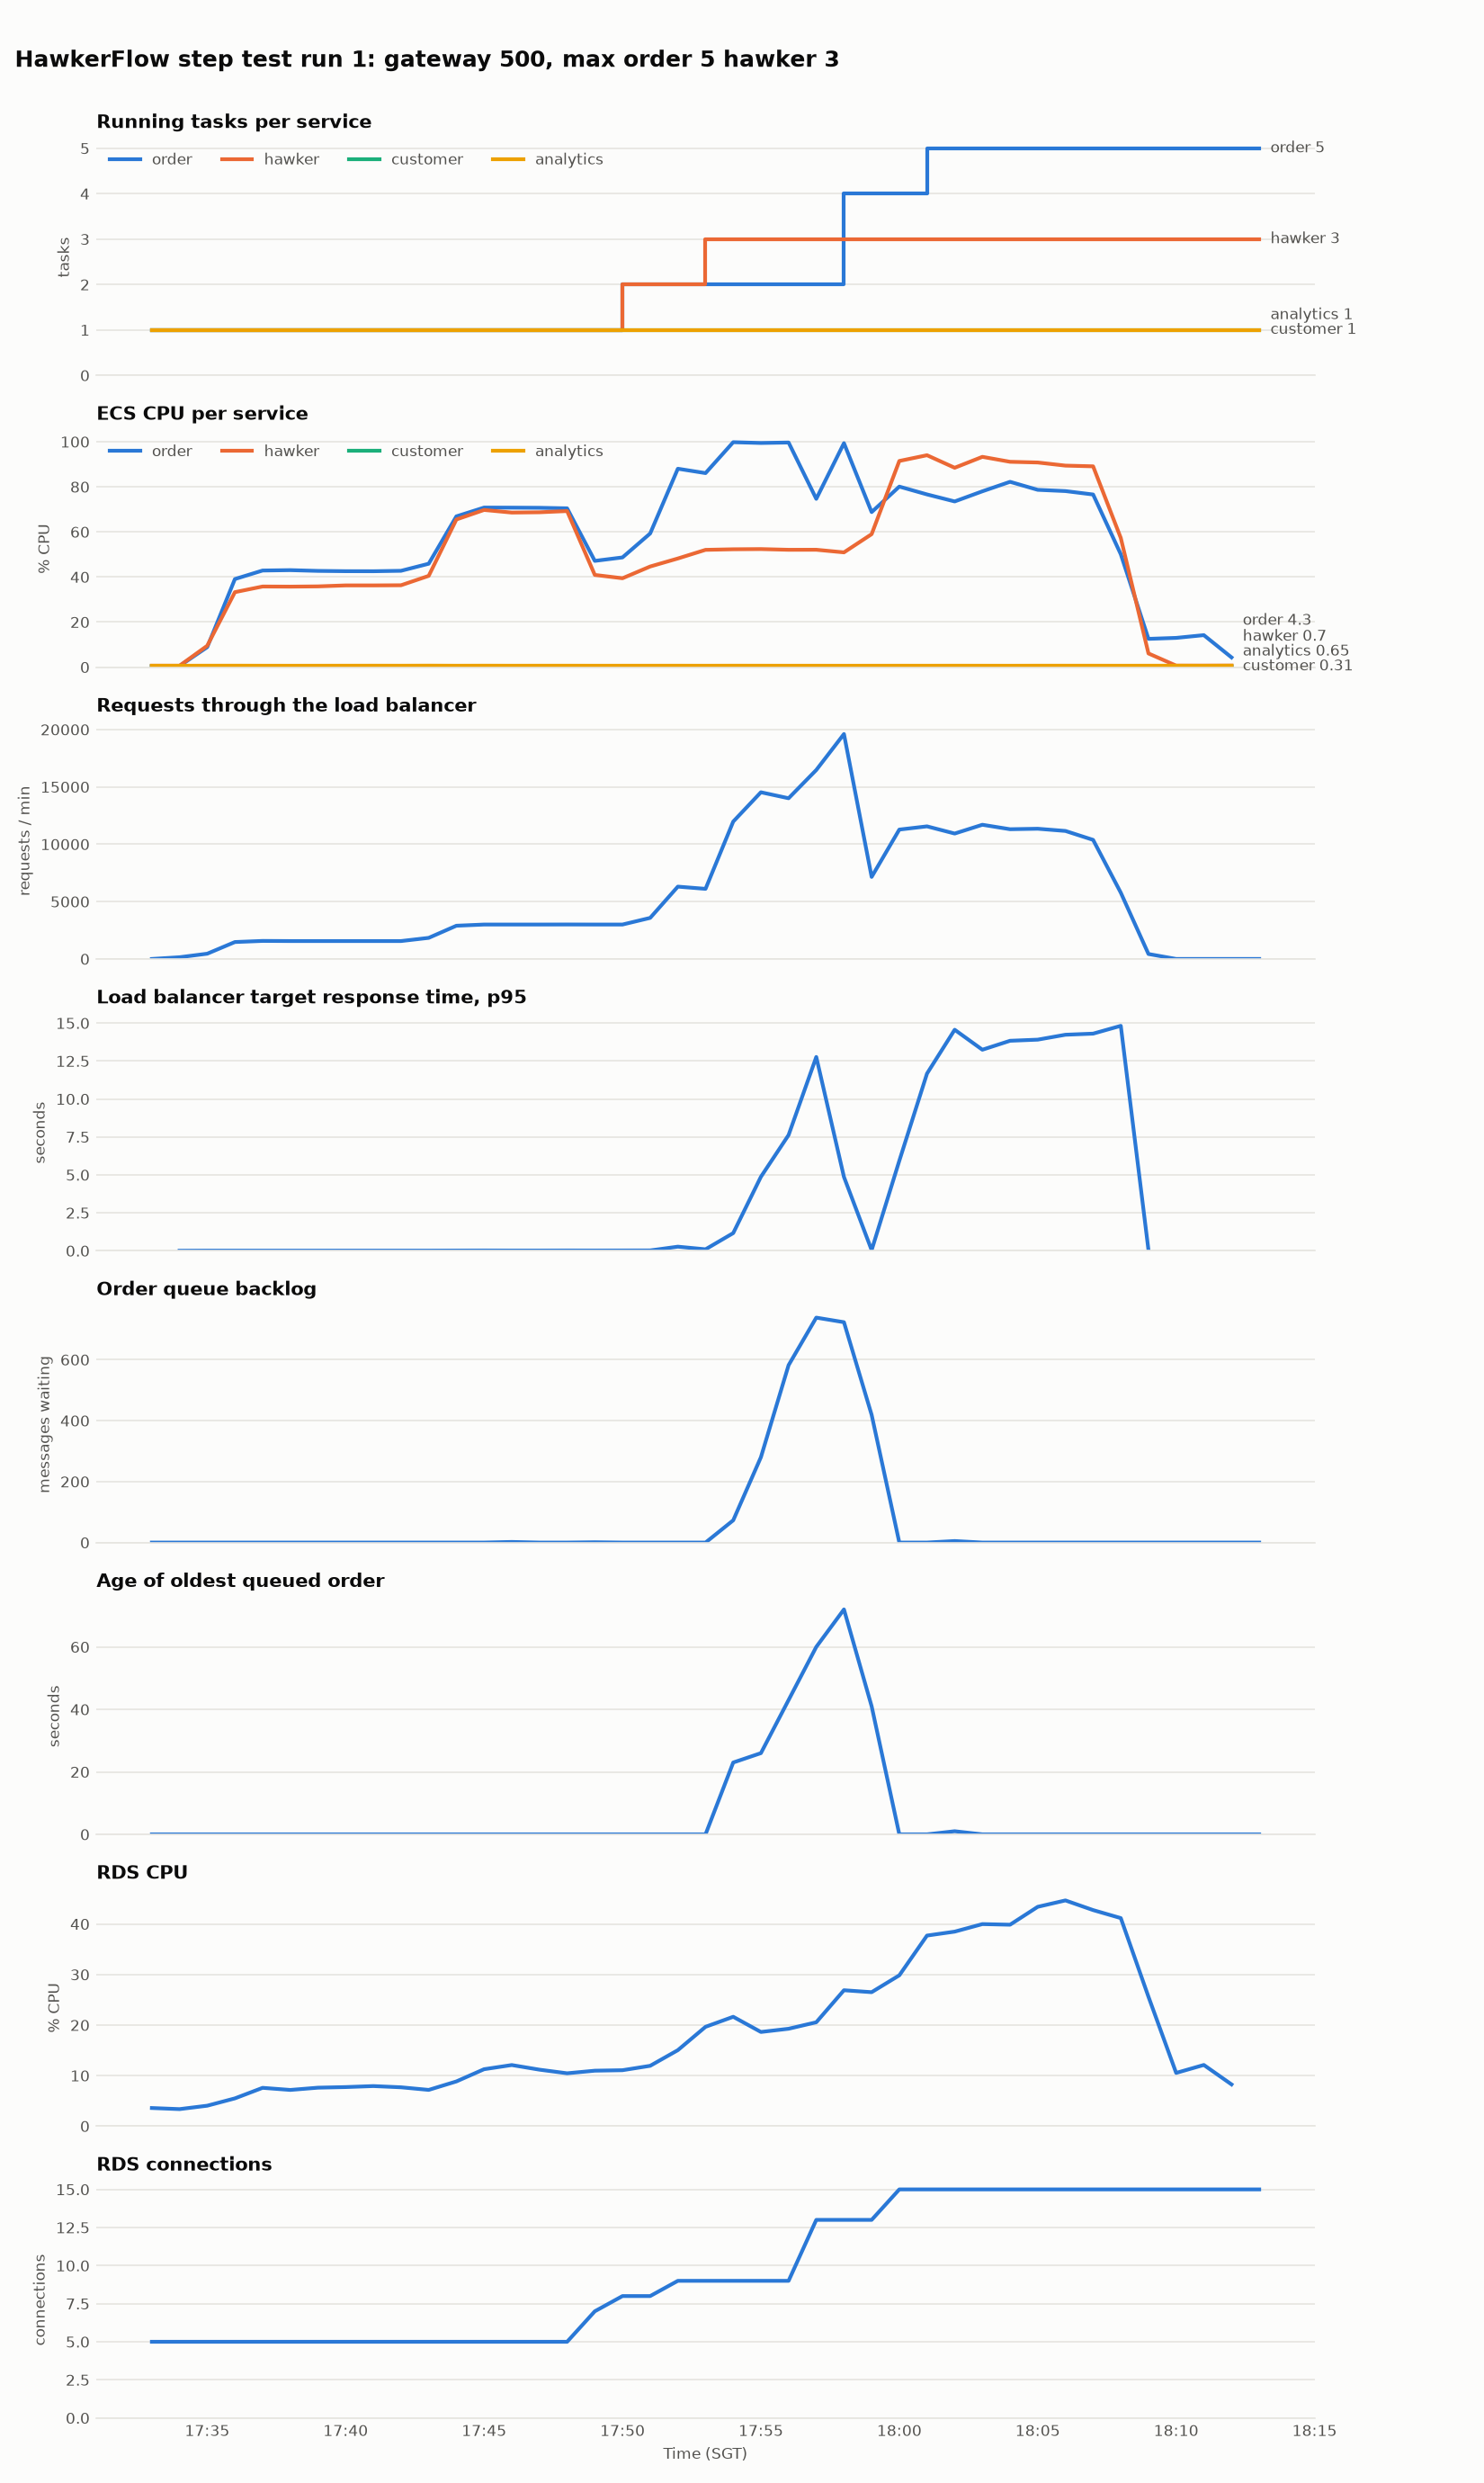 HawkerFlow step test run 1: gateway 500, max order 5 hawker 3
Running tasks per service
order hawker customer analytics
5
4
3
2
1
0
tasks
order 5
hawker 3
analytics 1
customer 1
ECS CPU per service
order hawker customer analytics
100
80
60
40
20
0
% CPU
order 4.3
hawker 0.7
analytics 0.65
customer 0.31
Requests through the load balancer
20000
15000
10000
5000
0
requests / min
Load balancer target response time, p95
15.0
12.5
10.0
7.5
5.0
2.5
0.0
seconds
Order queue backlog
600
400
200
0
messages waiting
Age of oldest queued order
60
40
20
0
seconds
RDS CPU
40
30
20
10
0
% CPU
RDS connections
15.0
12.5
10.0
7.5
5.0
2.5
0.0
connections
17:35 17:40 17:45 17:50 17:55 18:00 18:05 18:10 18:15
Time (SGT)